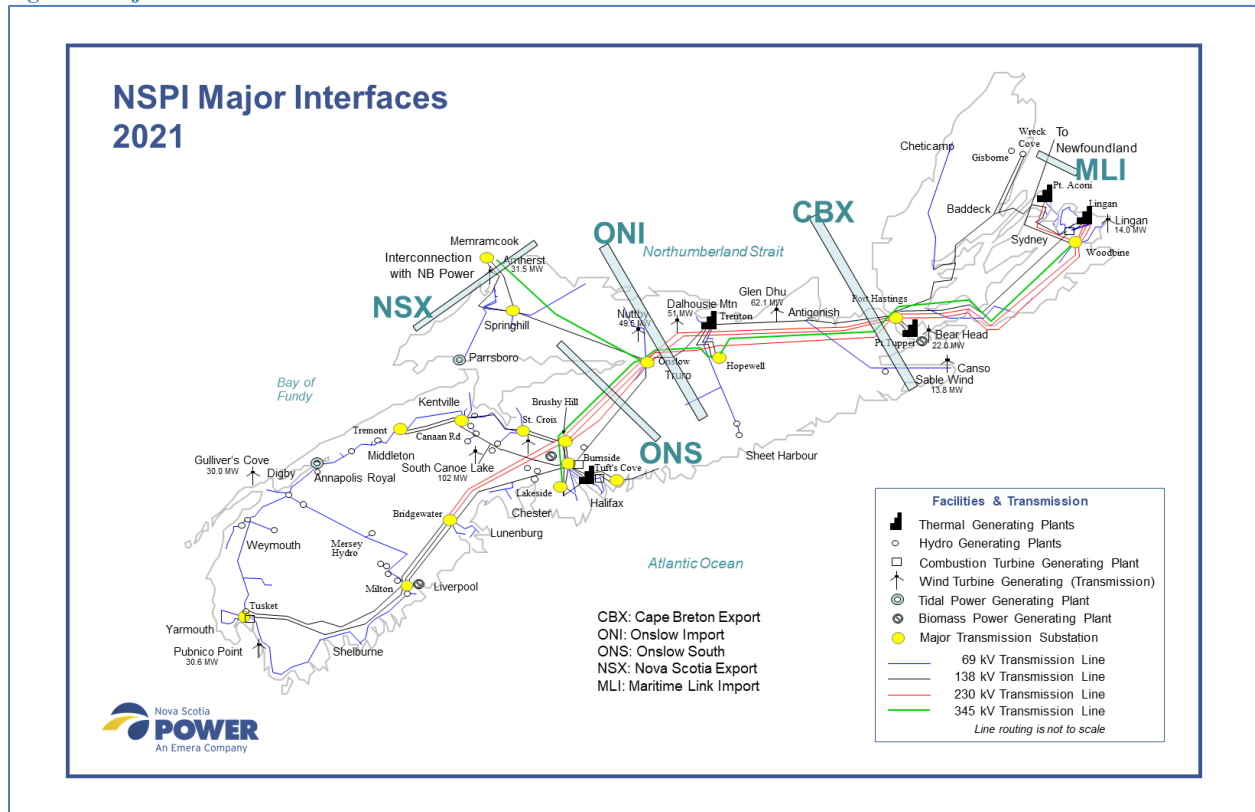 NSPI Major Interfaces
2021
To
Newfoundland
Wreck
Cove
Gisborne
Cheticamp
MLI
Pt. Aconi
Lingan
Lingan
14.0 MW
Baddeck
Sydney
Woodbine
CBX
ONI
Northumberland Strait
Memramcook
Interconnection
with NB Power
Amherst
31.5 MW
NSX
Springhill
Nuttby
49.5 MW
Dalhousie Mtn
51 MW
Trenton
Glen Dhu
62.1 MW
Antigonish
Port Hastings
Pt Tupper
Bear Head
22.0 MW
Canso
Sable Wind
13.8 MW
Parrsboro
Onslow
Truro
Hopewell
Bay of
Fundy
Kentville
Brushy Hill
St. Croix
Tremont
Canaan Rd
Middleton
ONS
Sheet Harbour
Burnside
Tuft's Cove
Gulliver's Cove
30.0 MW
Digby
Annapolis Royal
South Canoe Lake
102 MW
Lakeside
Halifax
Chester
Bridgewater
Lunenburg
Weymouth
Mersey
Hydro
Milton
Liverpool
Atlantic Ocean
Tusket
Yarmouth
Pubnico Point
30.6 MW
Shelburne
CBX: Cape Breton Export
ONI: Onslow Import
ONS: Onslow South
NSX: Nova Scotia Export
MLI: Maritime Link Import
Facilities & Transmission
Thermal Generating Plants
Hydro Generating Plants
Combustion Turbine Generating Plant
Wind Turbine Generating (Transmission)
Tidal Power Generating Plant
Biomass Power Generating Plant
Major Transmission Substation
69 kV Transmission Line
138 kV Transmission Line
230 kV Transmission Line
345 kV Transmission Line
Line routing is not to scale
Nova Scotia
POWER
An Emera Company